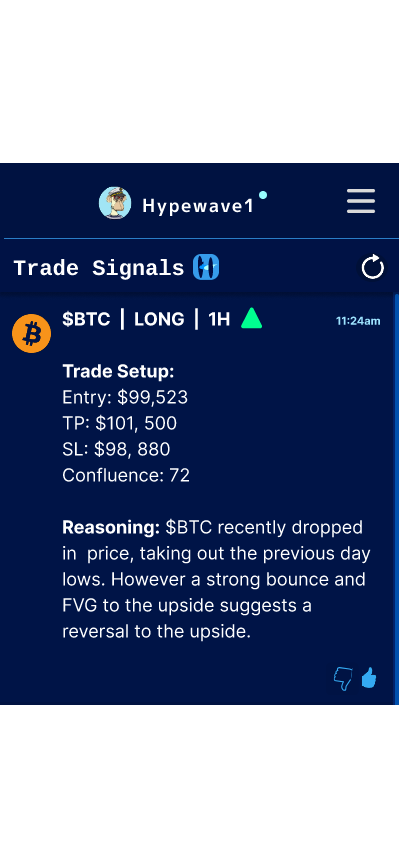 Hypewave1
Trade Signals
$BTC | LONG | 1H
11:24am
Trade Setup:
Entry: $99,523
TP: $101, 500
SL: $98, 880
Confluence: 72
Reasoning: $BTC recently dropped
in  price, taking out the previous day
lows. However a strong bounce and
FVG to the upside suggests a
reversal to the upside.